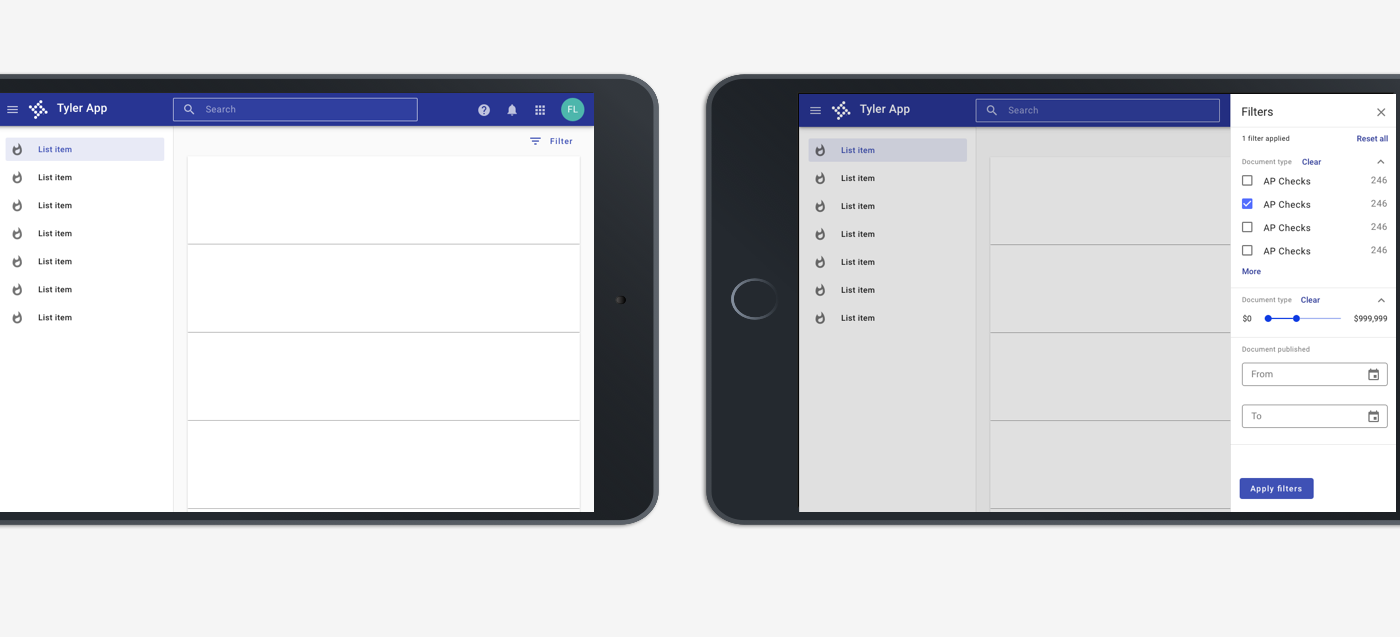 Tyler App
Search
FL
Filter
List item
List item
List item
List item
List item
List item
List item
Tyler App
Search
List item
List item
List item
List item
List item
List item
List item
Filters
1 filter applied Reset all
Document type Clear
AP Checks 246
AP Checks 246
AP Checks 246
AP Checks 246
More
Document type Clear
$0 $999,999
Document published
From
To
Apply filters